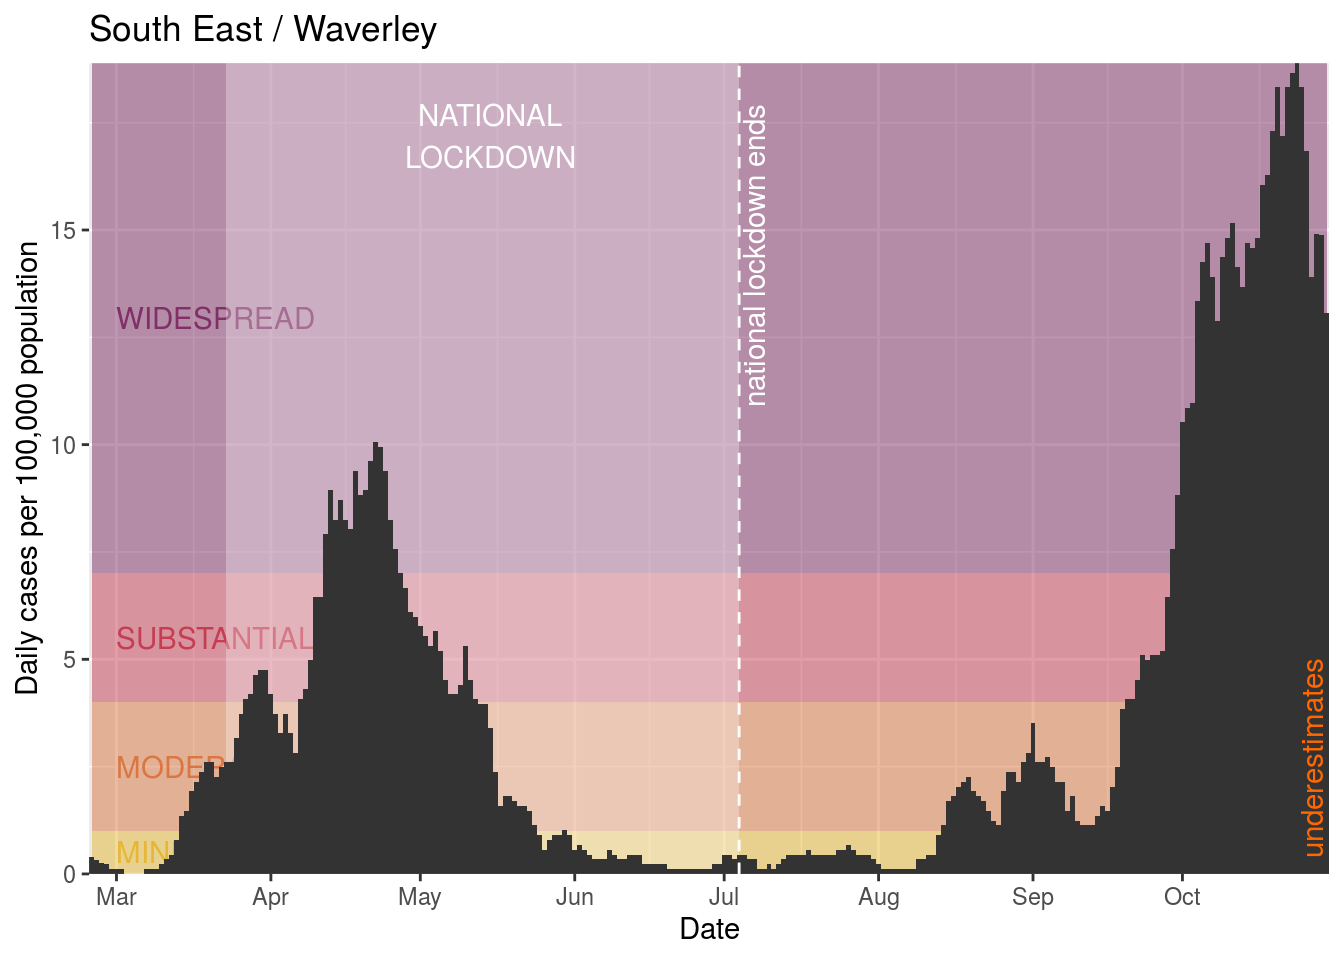 South East / Waverley
Daily cases per 100,000 population
15
10
5
0
NATIONAL
LOCKDOWN
national lockdown ends
WIDESPREAD
SUBSTANTIAL
MODER
MIN
underestimates
Mar Apr May Jun Jul Aug Sep Oct
Date